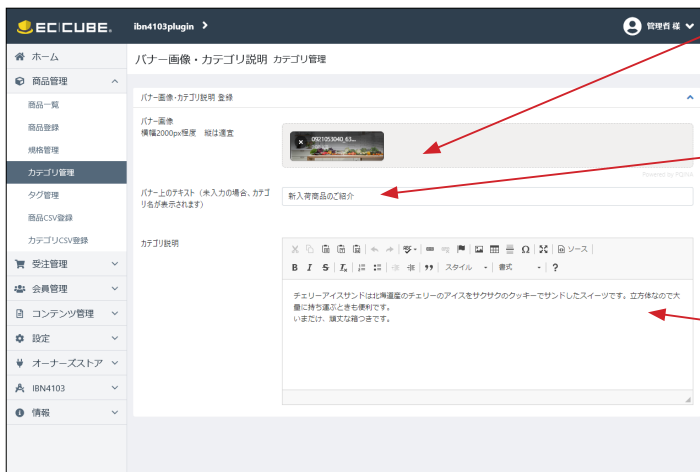 EC CUBE.
ibn4103plugin
管理者 様
ホーム
商品管理
商品一覧
商品登録
規格管理
カテゴリ管理
タグ管理
商品CSV登録
カテゴリCSV登録
受注管理
会員管理
コンテンツ管理
設定
オーナーズストア
IBN4103
情報
バナー画像・カテゴリ説明 カテゴリ管理
バナー画像・カテゴリ説明 登録
バナー画像
横幅2000px程度 縦は適宜
0921053040_63...
Powered by PQINA
バナー上のテキスト（未入力の場合、カテゴ
リ名が表示されます）
新入荷商品のご紹介
カテゴリ説明
ソース
B I S Ix
スタイル
書式
?
チェリーアイスサンドは北海道産のチェリーのアイスをサクサクのクッキーでサンドしたスイーツです。立方体なので大
量に持ち運ぶときも便利です。
いまだけ、頑丈な箱つきです。